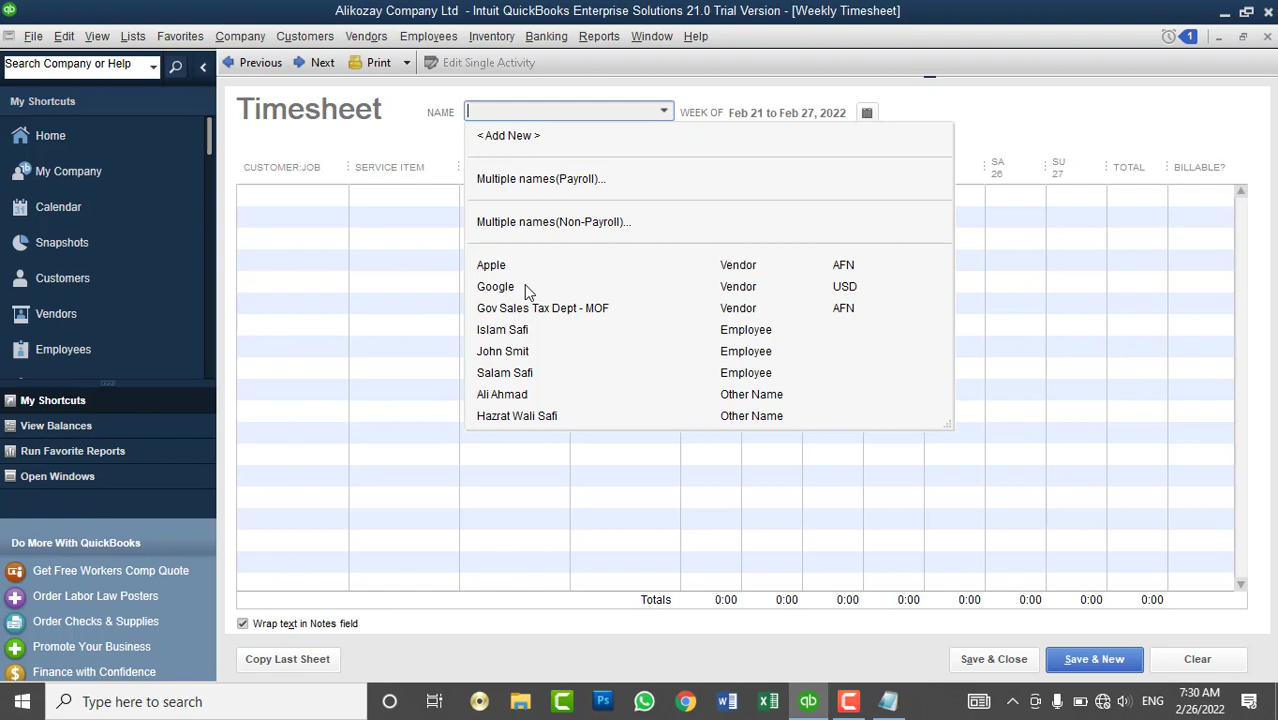 Alikozay Company Ltd - Intuit QuickBooks Enterprise Solutions 21.0 Trial Version - [Weekly Timesheet]
File Edit View Lists Favorites Company Customers Vendors Employees Inventory Banking Reports Window Help 1
Search Company or Help
Previous Next Print Edit Single Activity
My Shortcuts
Home
My Company
Calendar
Snapshots
Customers
Vendors
Employees
My Shortcuts
View Balances
Run Favorite Reports
Open Windows
Do More With QuickBooks
Get Free Workers Comp Quote
Order Labor Law Posters
Order Checks & Supplies
Promote Your Business
Finance with Confidence
Timesheet NAME WEEK OF Feb 21 to Feb 27, 2022
CUSTOMER:JOB SERVICE ITEM SA 26 SU 27 TOTAL BILLABLE?
< Add New >
Multiple names(Payroll)...
Multiple names(Non-Payroll)...
Apple Vendor AFN
Google Vendor USD
Gov Sales Tax Dept - MOF Vendor AFN
Islam Safi Employee
John Smit Employee
Salam Safi Employee
Ali Ahmad Other Name
Hazrat Wali Safi Other Name
Totals 0:00 0:00 0:00 0:00 0:00 0:00 0:00 0:00
Wrap text in Notes field
Copy Last Sheet Save & Close Save & New Clear
Type here to search ENG 7:30 AM
2/26/2022